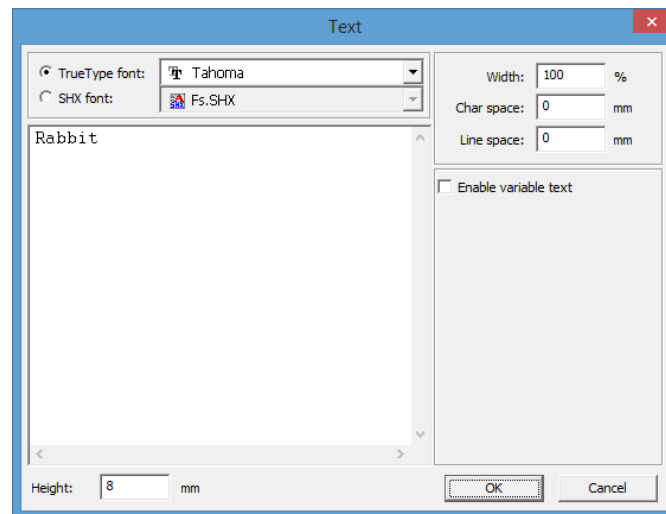 Text
TrueType font: Tahoma
SHX font: Fs.SHX
Width: 100 %
Char space: 0 mm
Line space: 0 mm
Rabbit
Enable variable text
Height: 8 mm
OK Cancel